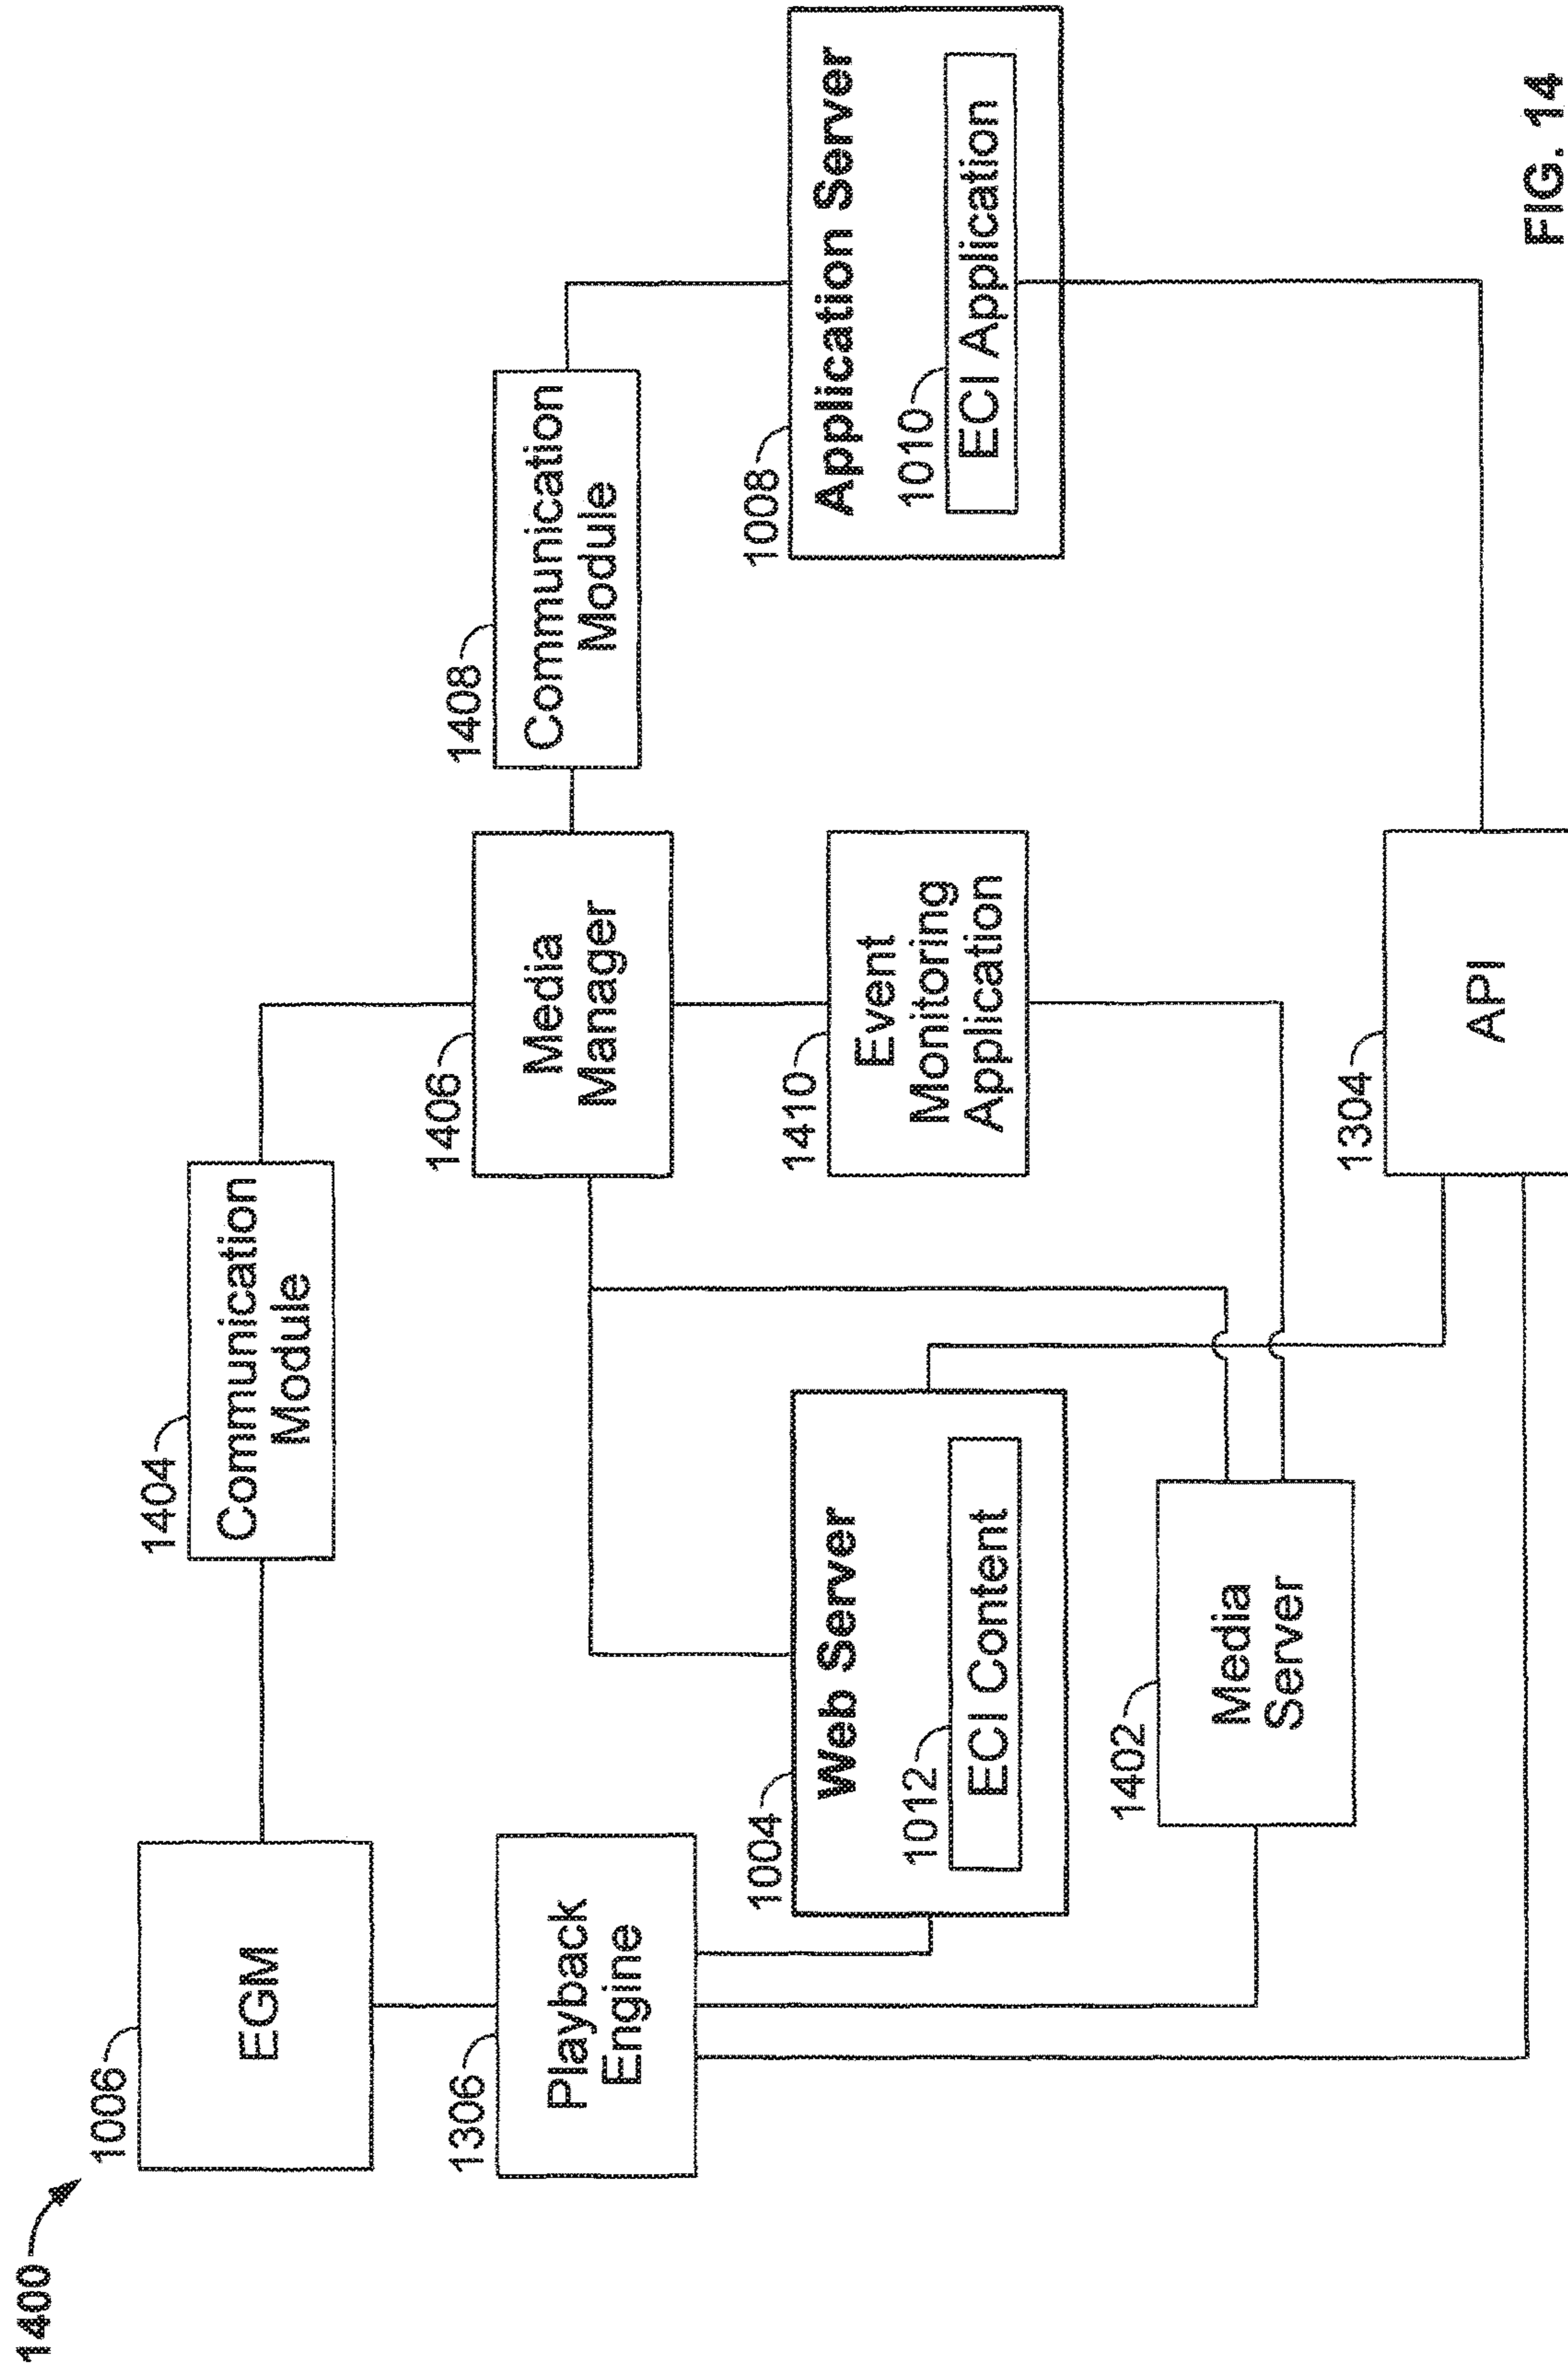 1400
1006
EGM
1404
Communication
Module
1306
Playback
Engine
1406
Media
Manager
1408
Communication
Module
1004
Web Server
1012
ECI Content
1410
Event
Monitoring
Application
1008
Application Server
1010
ECI Application
1402
Media
Server
1304
API
FIG. 14